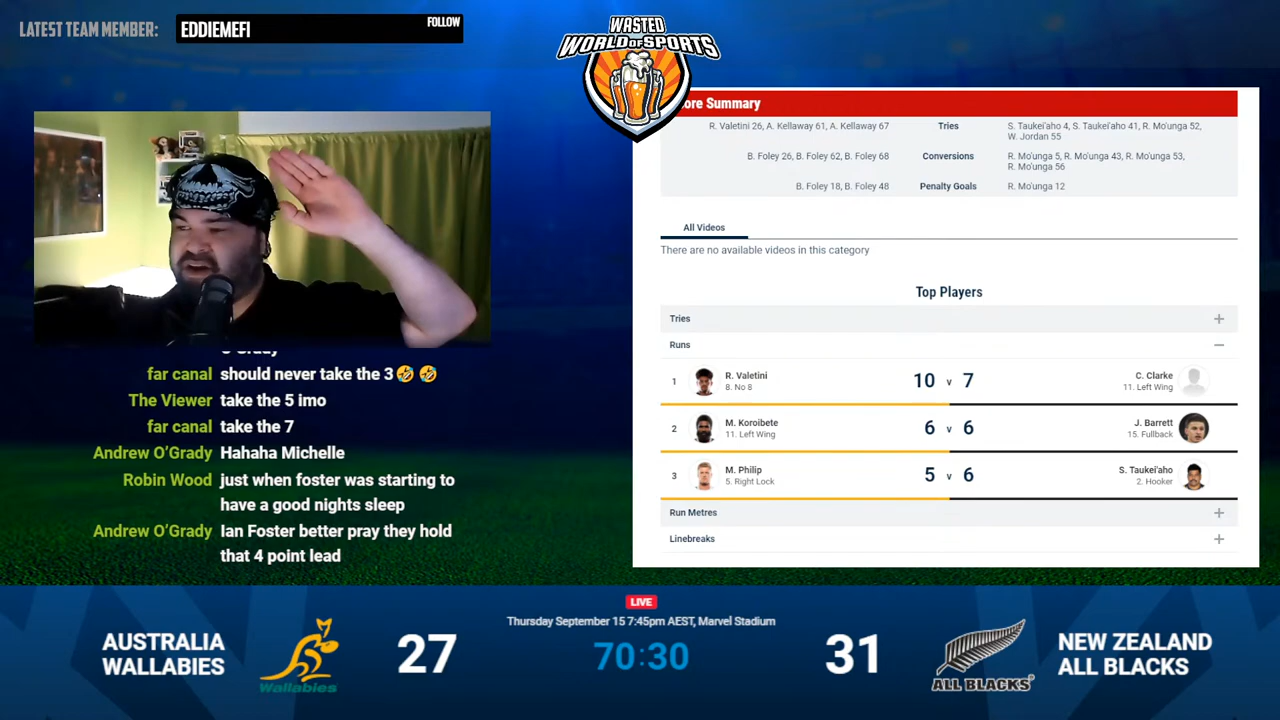 LATEST TEAM MEMBER:
EDDIEMEFI
FOLLOW
WASTED
WORLD OF SPORTS
ore Summary
R. Valetini 26, A. Kellaway 61, A. Kellaway 67
Tries
S. Taukei'aho 4, S. Taukei'aho 41, R. Mo'unga 52,
W. Jordan 55
B. Foley 26, B. Foley 62, B. Foley 68
Conversions
R. Mo'unga 5, R. Mo'unga 43, R. Mo'unga 53,
R. Mo'unga 56
B. Foley 18, B. Foley 48
Penalty Goals
R. Mo'unga 12
All Videos
There are no available videos in this category
Top Players
Tries +
Runs −
1 R. Valetini 10 v 7 C. Clarke
8. No 8 11. Left Wing
2 M. Koroibete 6 v 6 J. Barrett
11. Left Wing 15. Fullback
3 M. Philip 5 v 6 S. Taukei'aho
5. Right Lock 2. Hooker
Run Metres +
Linebreaks +
far canal should never take the 3🤣 🤣
The Viewer take the 5 imo
far canal take the 7
Andrew O'Grady Hahaha Michelle
Robin Wood just when foster was starting to
have a good nights sleep
Andrew O'Grady Ian Foster better pray they hold
that 4 point lead
LIVE
Thursday September 15 7:45pm AEST, Marvel Stadium
AUSTRALIA
WALLABIES
Wallabies
27
70:30
31
ALL BLACKS
NEW ZEALAND
ALL BLACKS